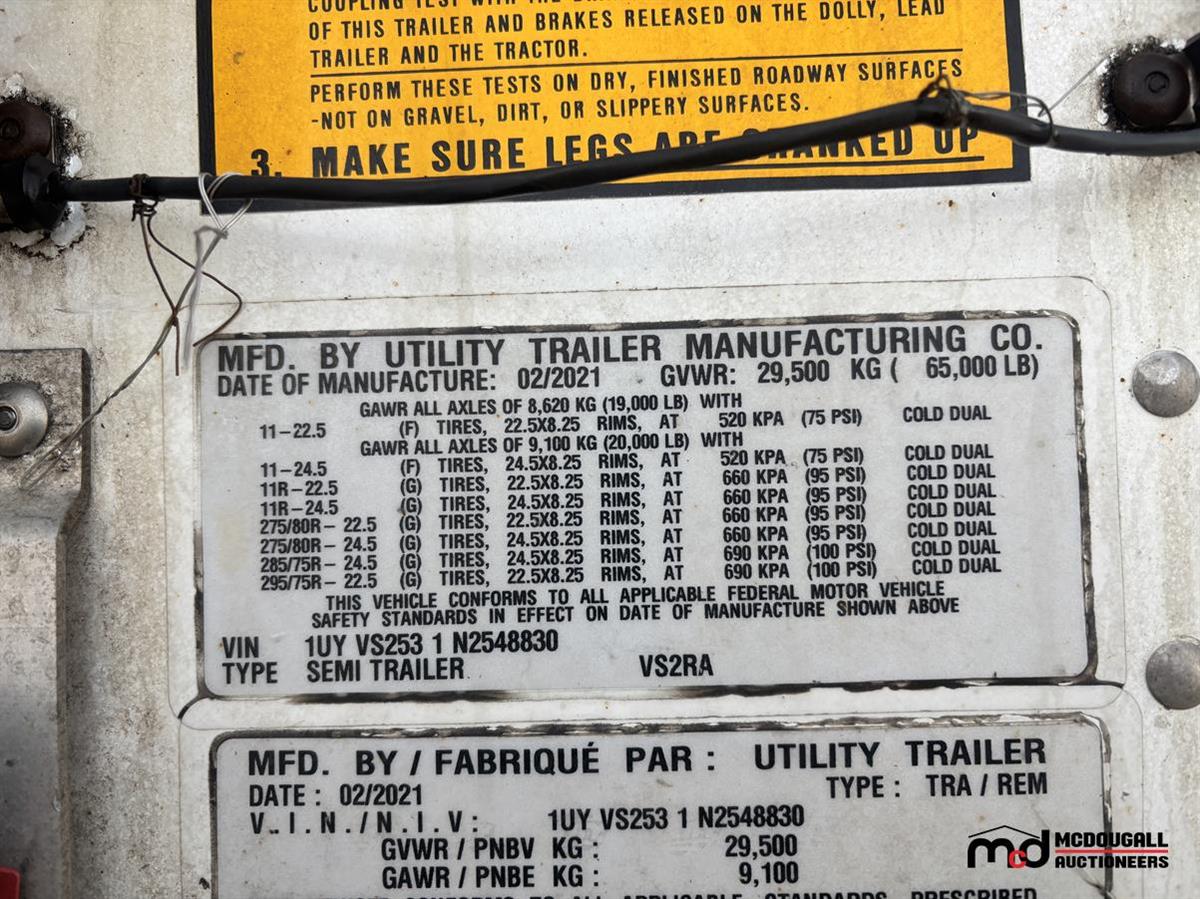 COUPLING TEST WITH THE
OF THIS TRAILER AND BRAKES RELEASED ON THE DOLLY, LEAD
TRAILER AND THE TRACTOR.
PERFORM THESE TESTS ON DRY, FINISHED ROADWAY SURFACES
-NOT ON GRAVEL, DIRT, OR SLIPPERY SURFACES.
3. MAKE SURE LEGS ARE CRANKED UP
MFD. BY UTILITY TRAILER MANUFACTURING CO.
DATE OF MANUFACTURE: 02/2021 GVWR: 29,500 KG ( 65,000 LB)
GAWR ALL AXLES OF 8,620 KG (19,000 LB) WITH
11-22.5 (F) TIRES, 22.5X8.25 RIMS, AT 520 KPA (75 PSI) COLD DUAL
GAWR ALL AXLES OF 9,100 KG (20,000 LB) WITH
11-24.5 (F) TIRES, 24.5X8.25 RIMS, AT 520 KPA (75 PSI) COLD DUAL
11R-22.5 (G) TIRES, 22.5X8.25 RIMS, AT 660 KPA (95 PSI) COLD DUAL
11R-24.5 (G) TIRES, 24.5X8.25 RIMS, AT 660 KPA (95 PSI) COLD DUAL
275/80R- 22.5 (G) TIRES, 22.5X8.25 RIMS, AT 660 KPA (95 PSI) COLD DUAL
275/80R- 24.5 (G) TIRES, 24.5X8.25 RIMS, AT 660 KPA (95 PSI) COLD DUAL
285/75R- 24.5 (G) TIRES, 24.5X8.25 RIMS, AT 690 KPA (100 PSI) COLD DUAL
295/75R- 22.5 (G) TIRES, 22.5X8.25 RIMS, AT 690 KPA (100 PSI) COLD DUAL
THIS VEHICLE CONFORMS TO ALL APPLICABLE FEDERAL MOTOR VEHICLE
SAFETY STANDARDS IN EFFECT ON DATE OF MANUFACTURE SHOWN ABOVE
VIN 1UY VS253 1 N2548830
TYPE SEMI TRAILER VS2RA
MFD. BY / FABRIQUÉ PAR : UTILITY TRAILER
DATE : 02/2021 TYPE : TRA / REM
V. I. N. / N. I. V : 1UY VS253 1 N2548830
GVWR / PNBV KG : 29,500
GAWR / PNBE KG : 9,100
CONFORMS TO ALL APPLICABLE STANDARDS PRESCRIBED
mcd MCDOUGALL
AUCTIONEERS